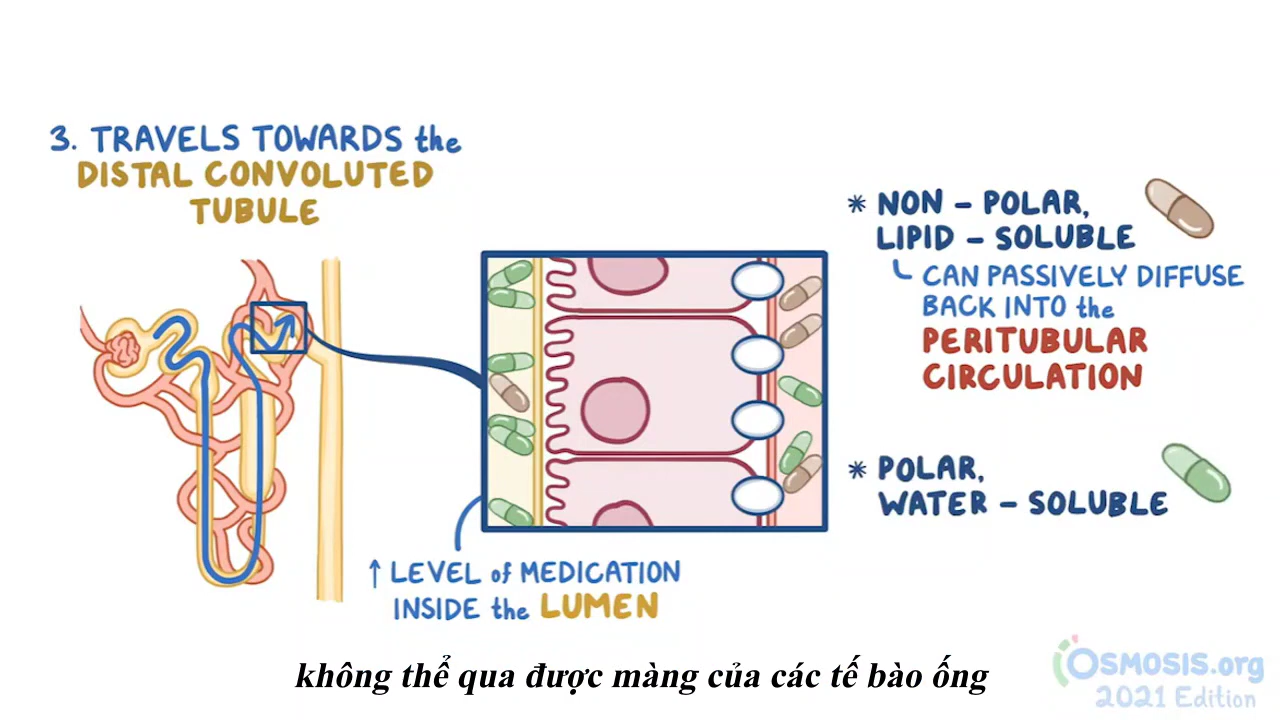 3. TRAVELS TOWARDS the
DISTAL CONVOLUTED
TUBULE
* NON – POLAR,
LIPID – SOLUBLE
CAN PASSIVELY DIFFUSE
BACK INTO the
PERITUBULAR
CIRCULATION
* POLAR,
WATER – SOLUBLE
↑ LEVEL of MEDICATION
INSIDE the LUMEN
không thể qua được màng của các tế bào ống
OSMOSIS.org
2021 Edition